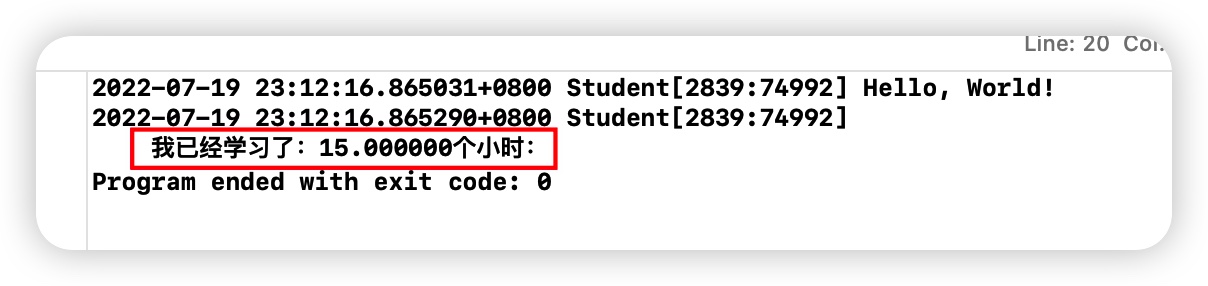 Line: 20 Col:
2022-07-19 23:12:16.865031+0800 Student[2839:74992] Hello, World!
2022-07-19 23:12:16.865290+0800 Student[2839:74992]
我已经学习了：15.000000个小时：
Program ended with exit code: 0